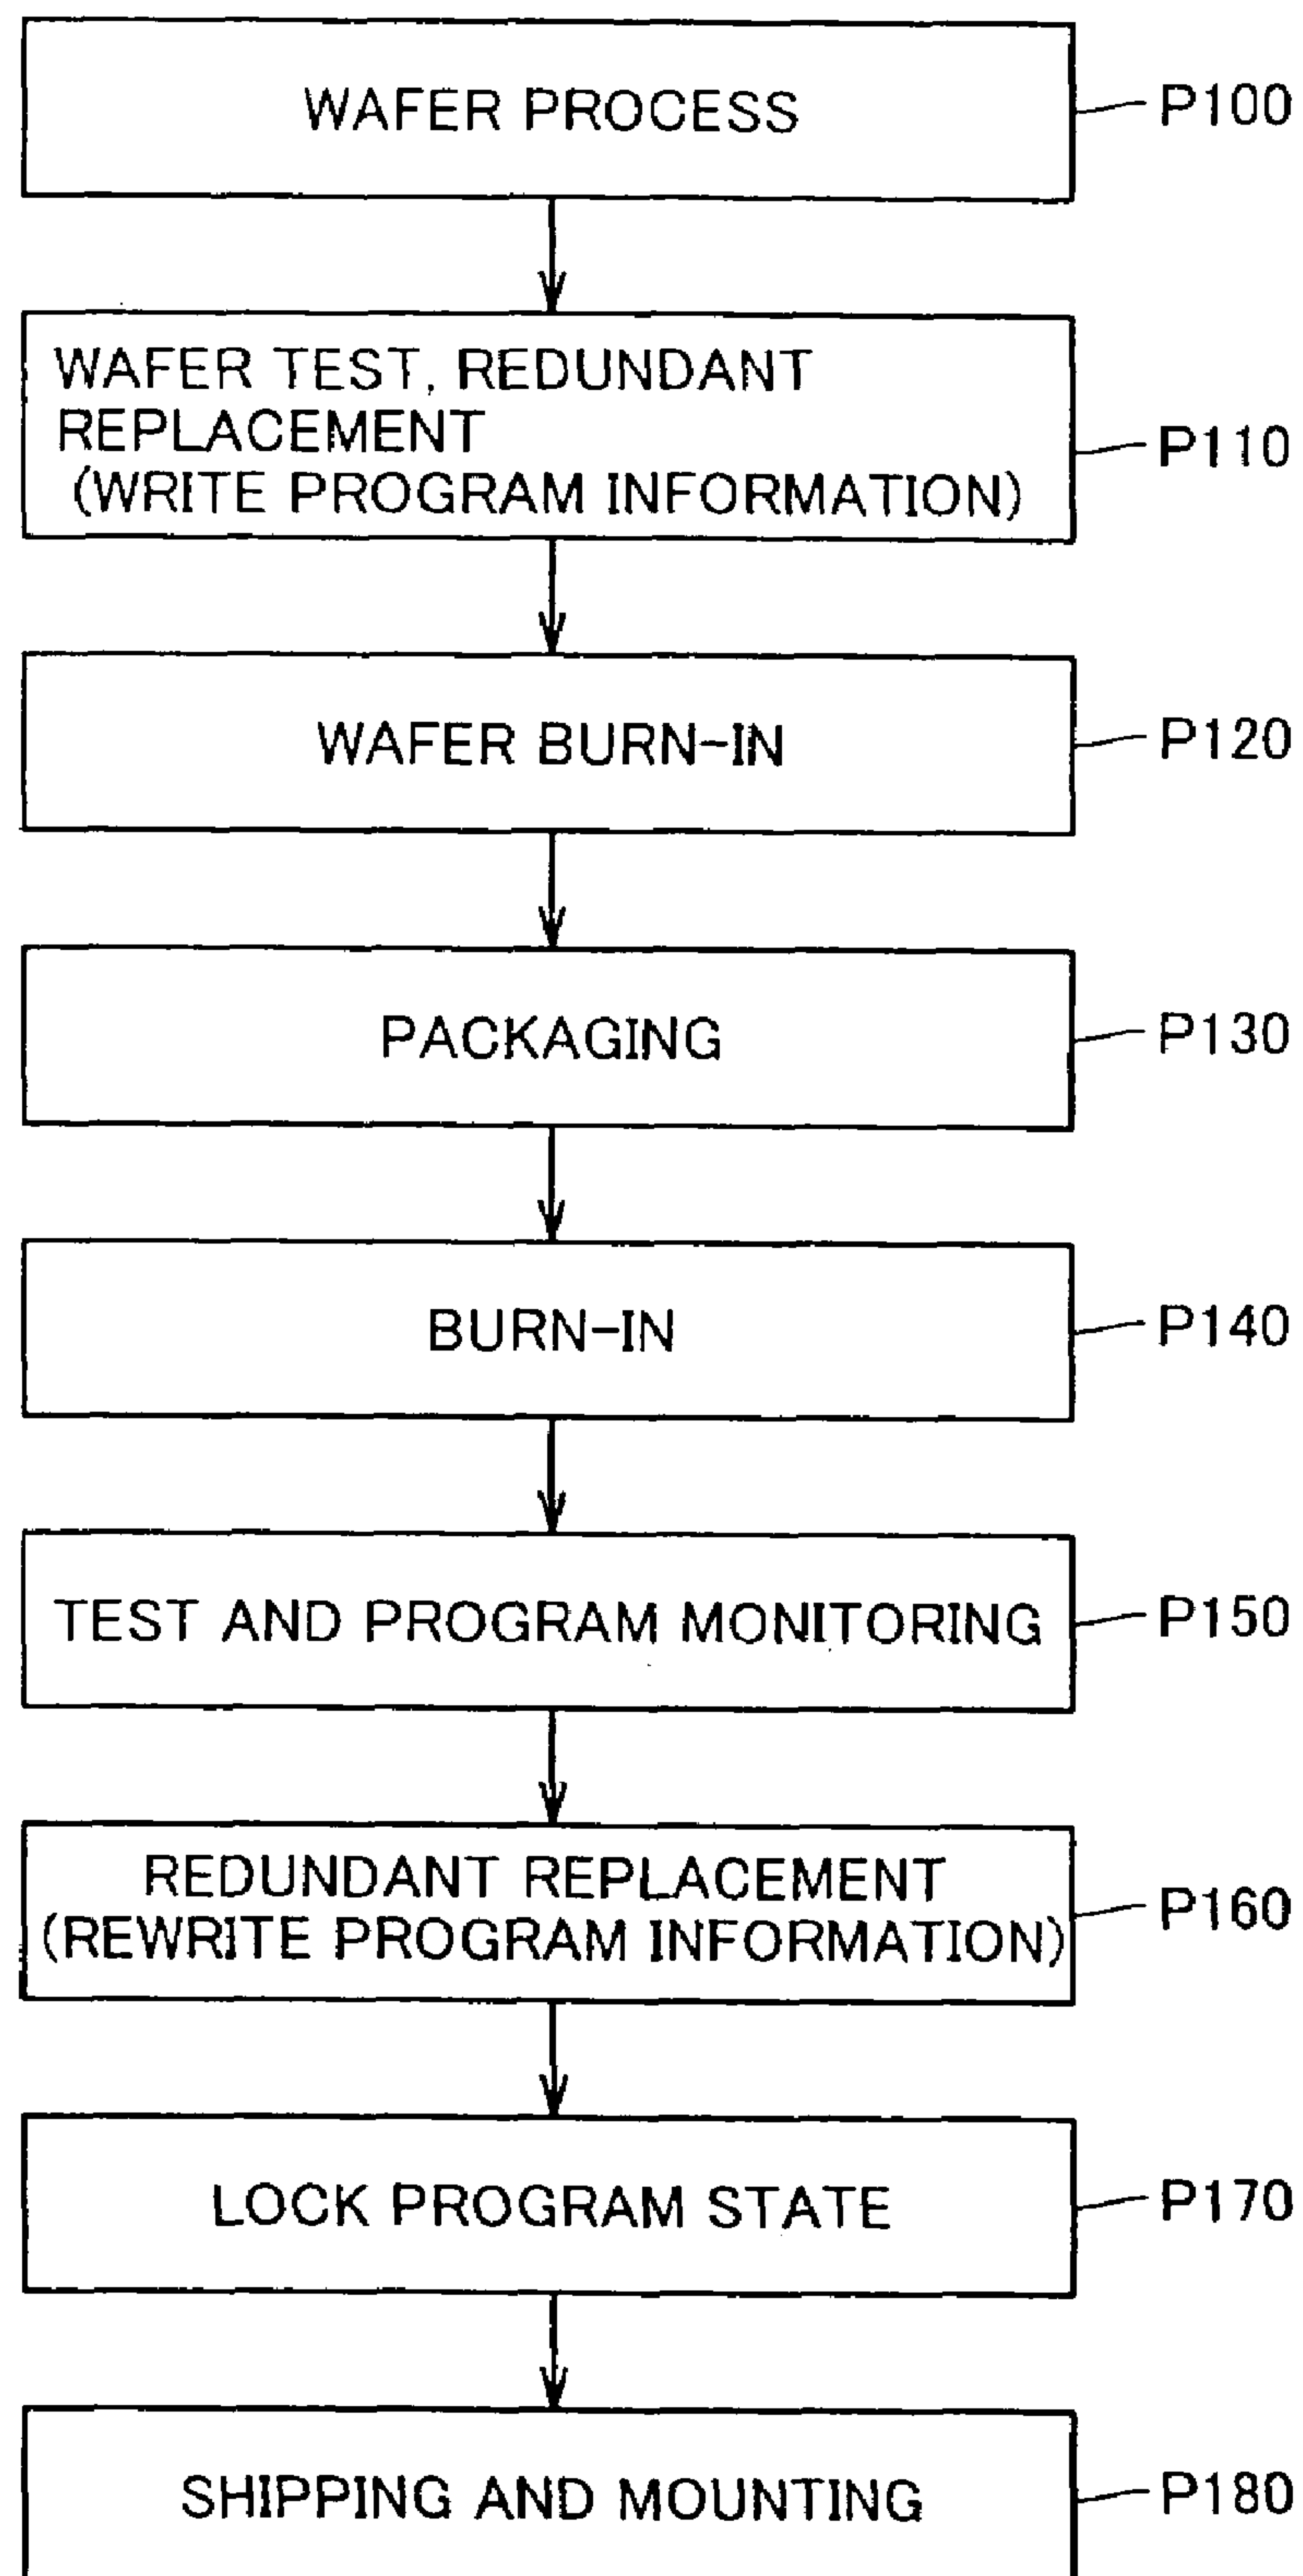 WAFER PROCESS
P100
WAFER TEST, REDUNDANT
REPLACEMENT
(WRITE PROGRAM INFORMATION)
P110
WAFER BURN-IN
P120
PACKAGING
P130
BURN-IN
P140
TEST AND PROGRAM MONITORING
P150
REDUNDANT REPLACEMENT
(REWRITE PROGRAM INFORMATION)
P160
LOCK PROGRAM STATE
P170
SHIPPING AND MOUNTING
P180